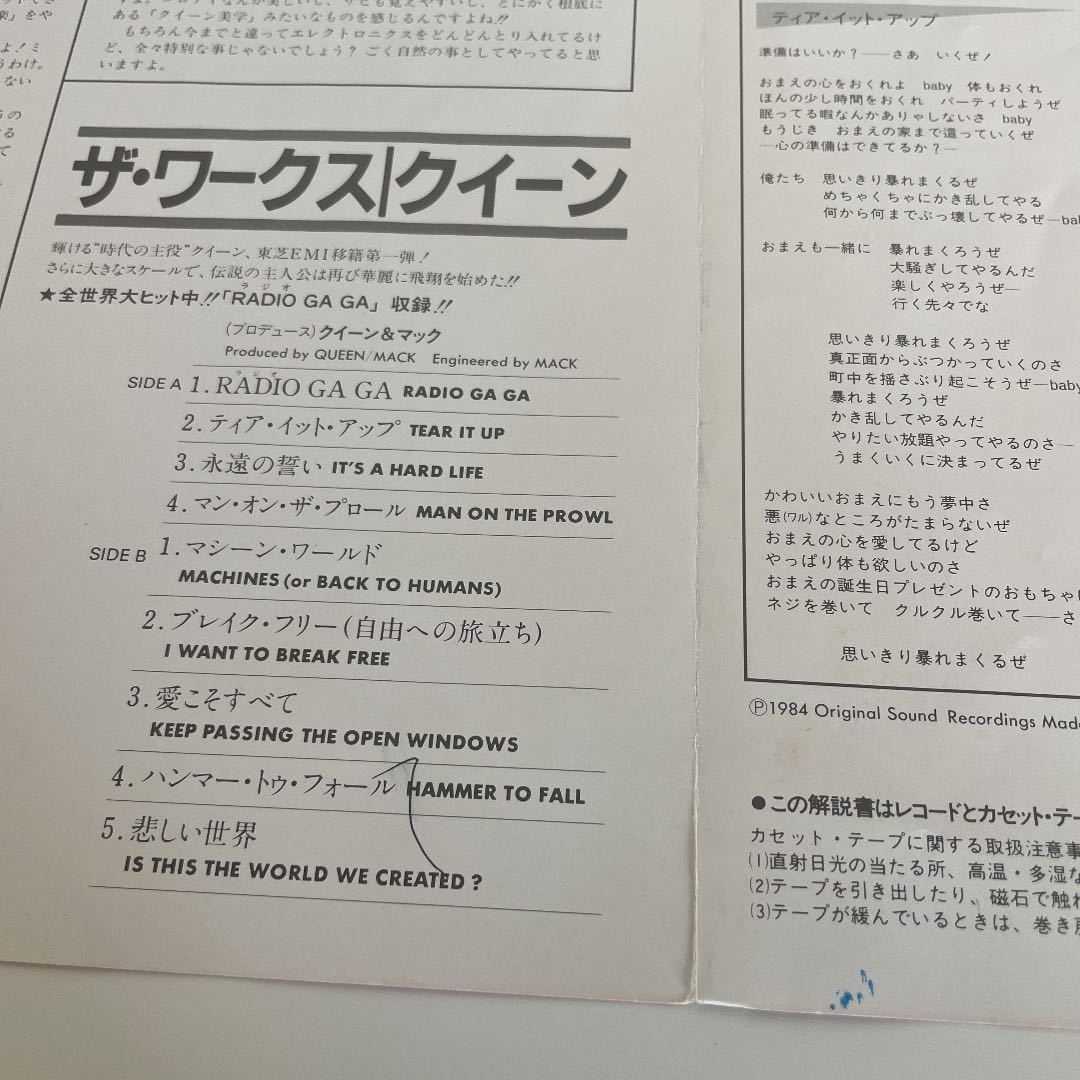 ある「クイーン美学」みたいなものを感じるんですよね!!
もちろん今までと違ってエレクトロニクスをどんどんとり入れてるけ
ど、全々特別な事じゃないでしょう? ごく自然の事としてやってると思
いますよ。
ザ・ワークス|クイーン
輝ける"時代の主役"クイーン、東芝EMI移籍第一弾!
さらに大きなスケールで、伝説の主人公は再び華麗に飛翔を始めた!!
ラジオ
★全世界大ヒット中!!「RADIO GA GA」収録!!
(プロデュース)クイーン&マック
Produced by QUEEN/MACK Engineered by MACK
ラジオ
SIDE A 1. RADIO GA GA RADIO GA GA
2. ティア・イット・アップ TEAR IT UP
3. 永遠の誓い IT'S A HARD LIFE
4. マン・オン・ザ・プロール MAN ON THE PROWL
SIDE B 1. マシーン・ワールド
MACHINES (or BACK TO HUMANS)
2. ブレイク・フリー(自由への旅立ち)
I WANT TO BREAK FREE
3. 愛こそすべて
KEEP PASSING THE OPEN WINDOWS
4. ハンマー・トゥ・フォール HAMMER TO FALL
5. 悲しい世界
IS THIS THE WORLD WE CREATED?
ティア・イット・アップ
準備はいいか?――さあ いくぜ!
おまえの心をおくれよ baby 体もおくれ
ほんの少し時間をおくれ パーティしようぜ
眠ってる暇なんかありゃしないさ baby
もうじき おまえの家まで這っていくぜ
―心の準備はできてるか?―
俺たち 思いきり暴れまくるぜ
めちゃくちゃにかき乱してやる
何から何までぶっ壊してやるぜ―ba
おまえも一緒に 暴れまくろうぜ
大騒ぎしてやるんだ
楽しくやろうぜ―
行く先々でな
思いきり暴れまくろうぜ
真正面からぶつかっていくのさ
町中を揺さぶり起こそうぜ―baby
暴れまくろうぜ
かき乱してやるんだ
やりたい放題やってやるのさ―
うまくいくに決まってるぜ
かわいいおまえにもう夢中さ
悪(ワル)なところがたまらないぜ
おまえの心を愛してるけど
やっぱり体も欲しいのさ
おまえの誕生日プレゼントのおもちゃ
ネジを巻いて クルクル巻いて――さ
思いきり暴れまくるぜ
Ⓟ1984 Original Sound Recordings Made
●この解説書はレコードとカセット・テー
カセット・テープに関する取扱注意事
(1)直射日光の当たる所、高温・多湿な
(2)テープを引き出したり、磁石で触れ
(3)テープが緩んでいるときは、巻き戻